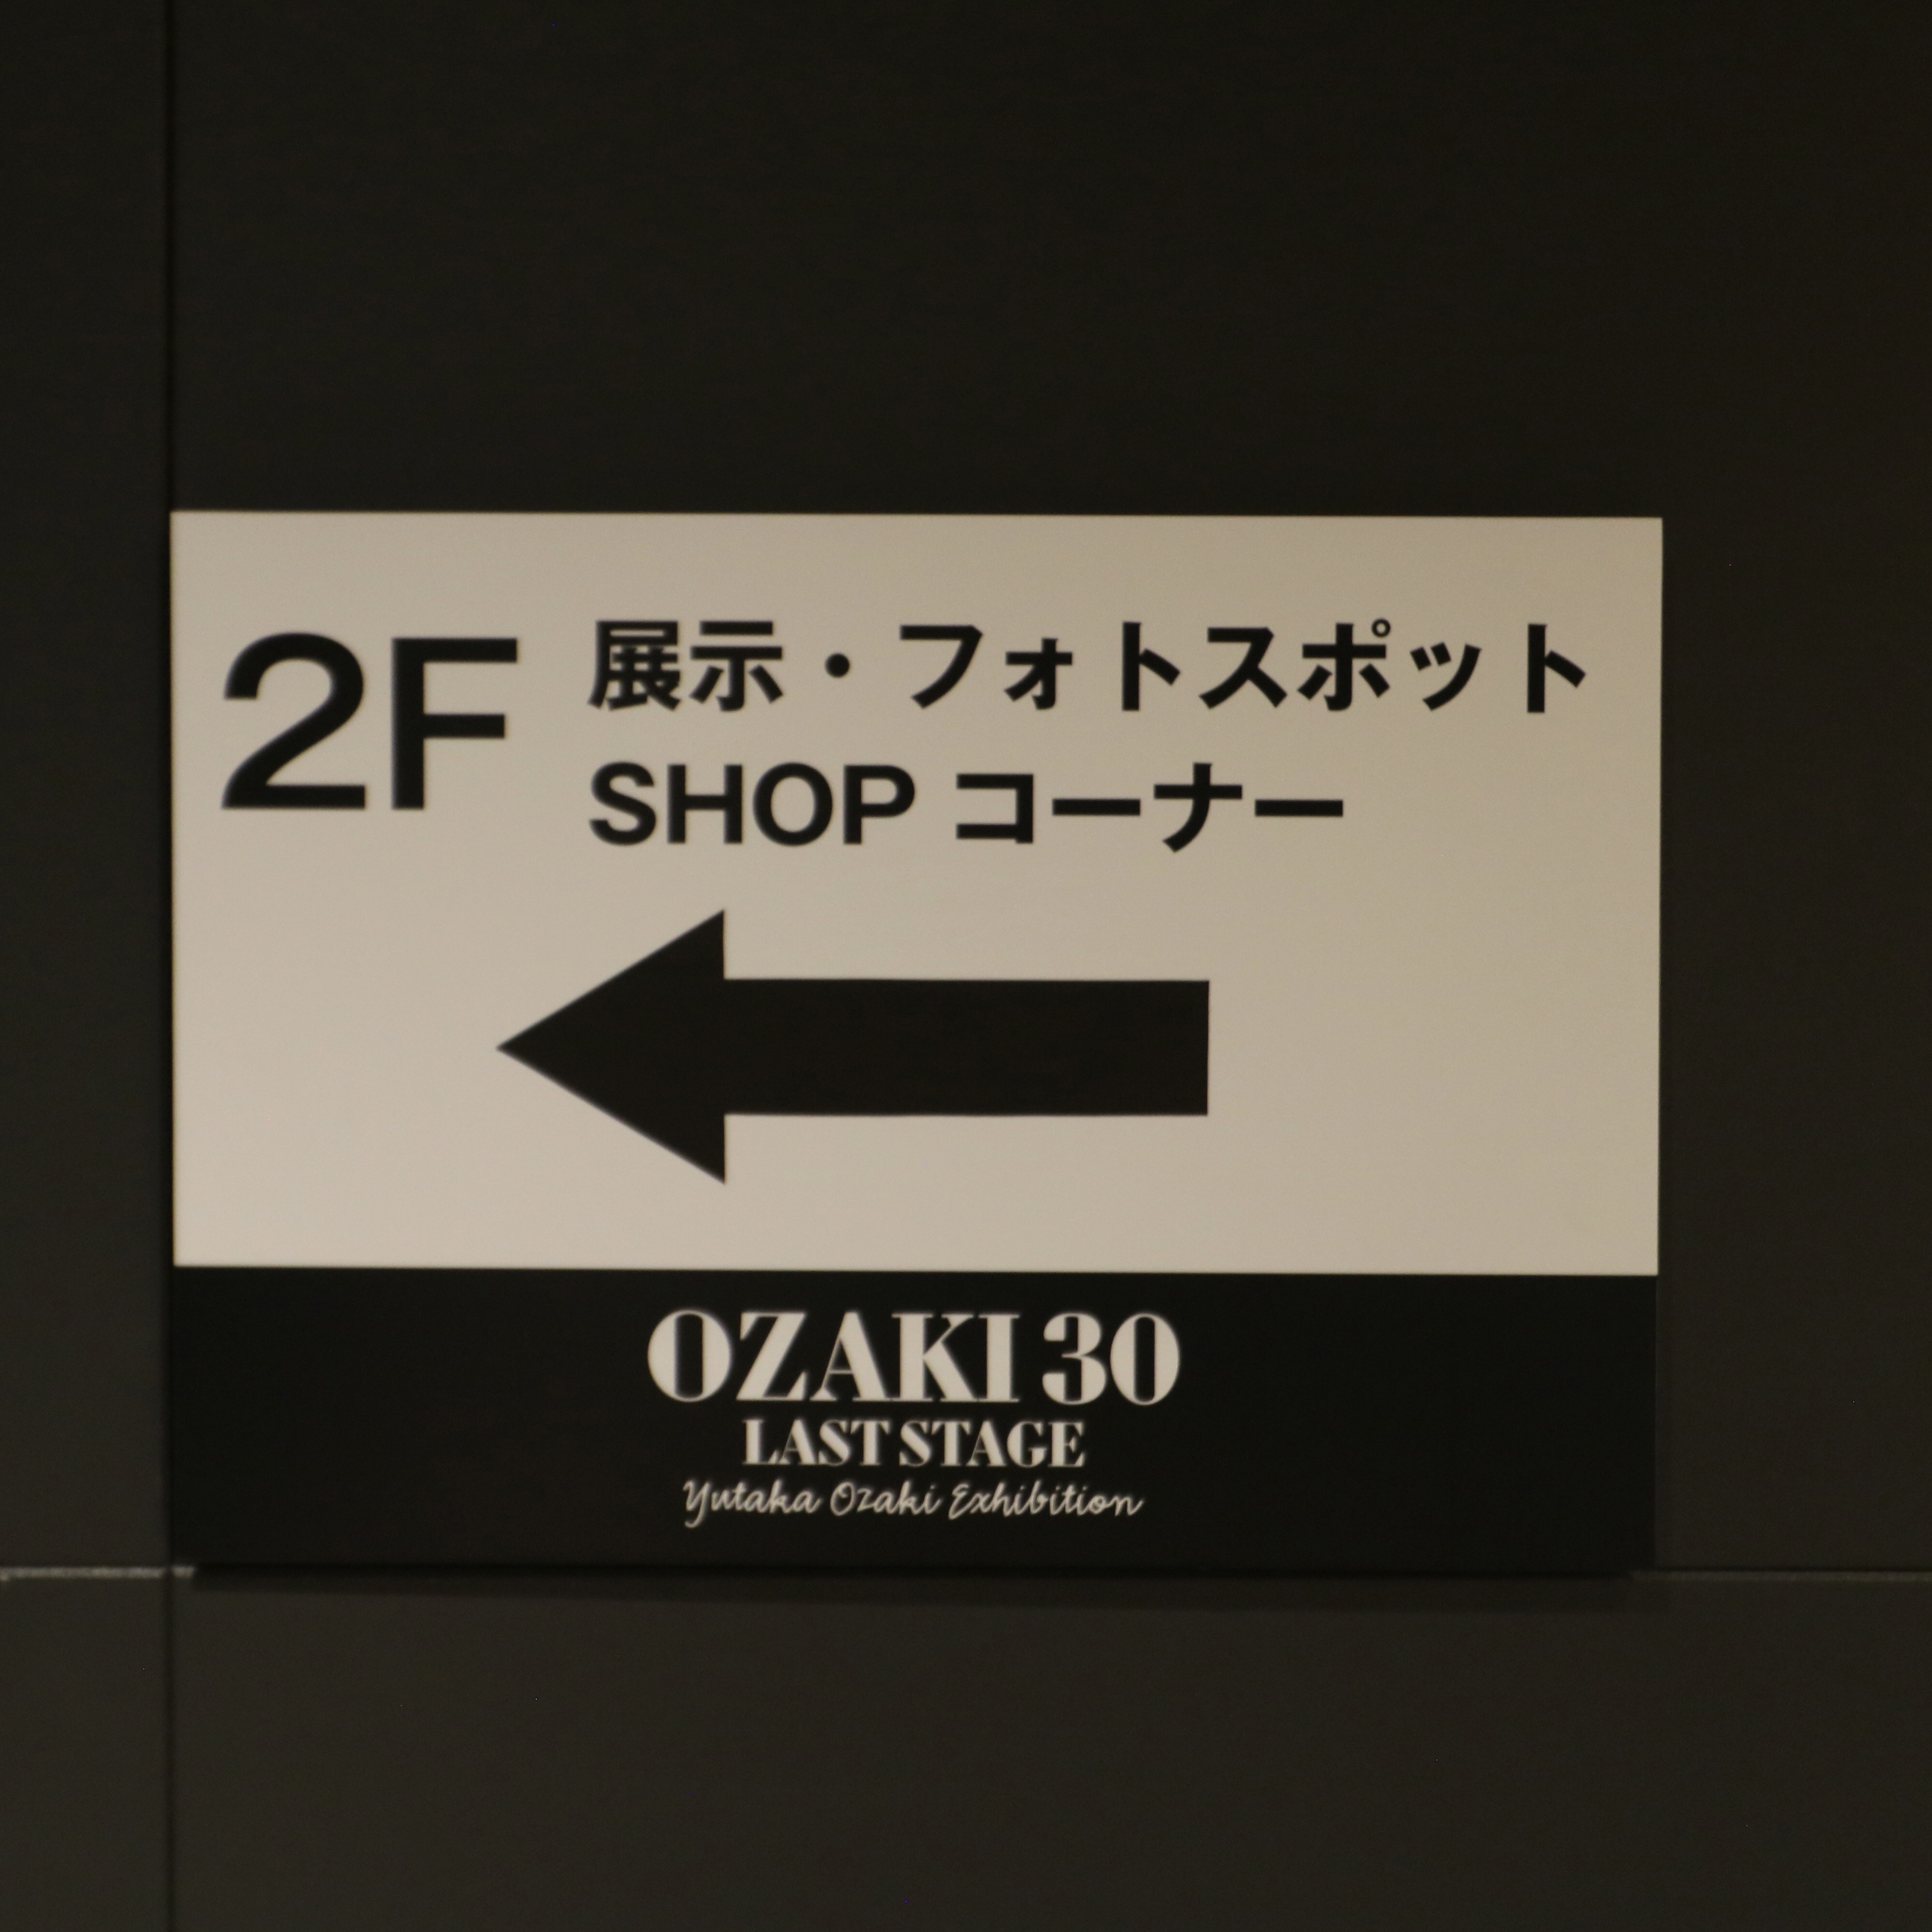 2F
展示・フォトスポット
SHOP コーナー
OZAKI 30
LAST STAGE
Yutaka Ozaki Exhibition